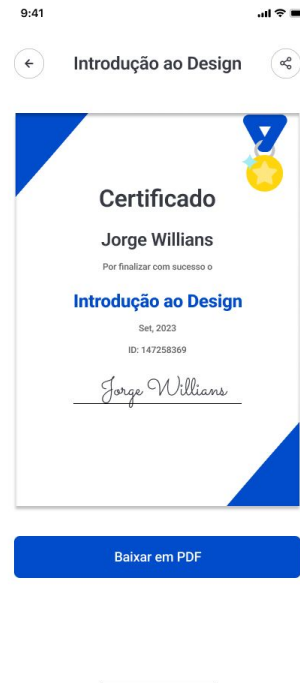 9:41
Introdução ao Design
Certificado
Jorge Willians
Por finalizar com sucesso o
Introdução ao Design
Set, 2023
ID: 147258369
Jorge Willians
Baixar em PDF